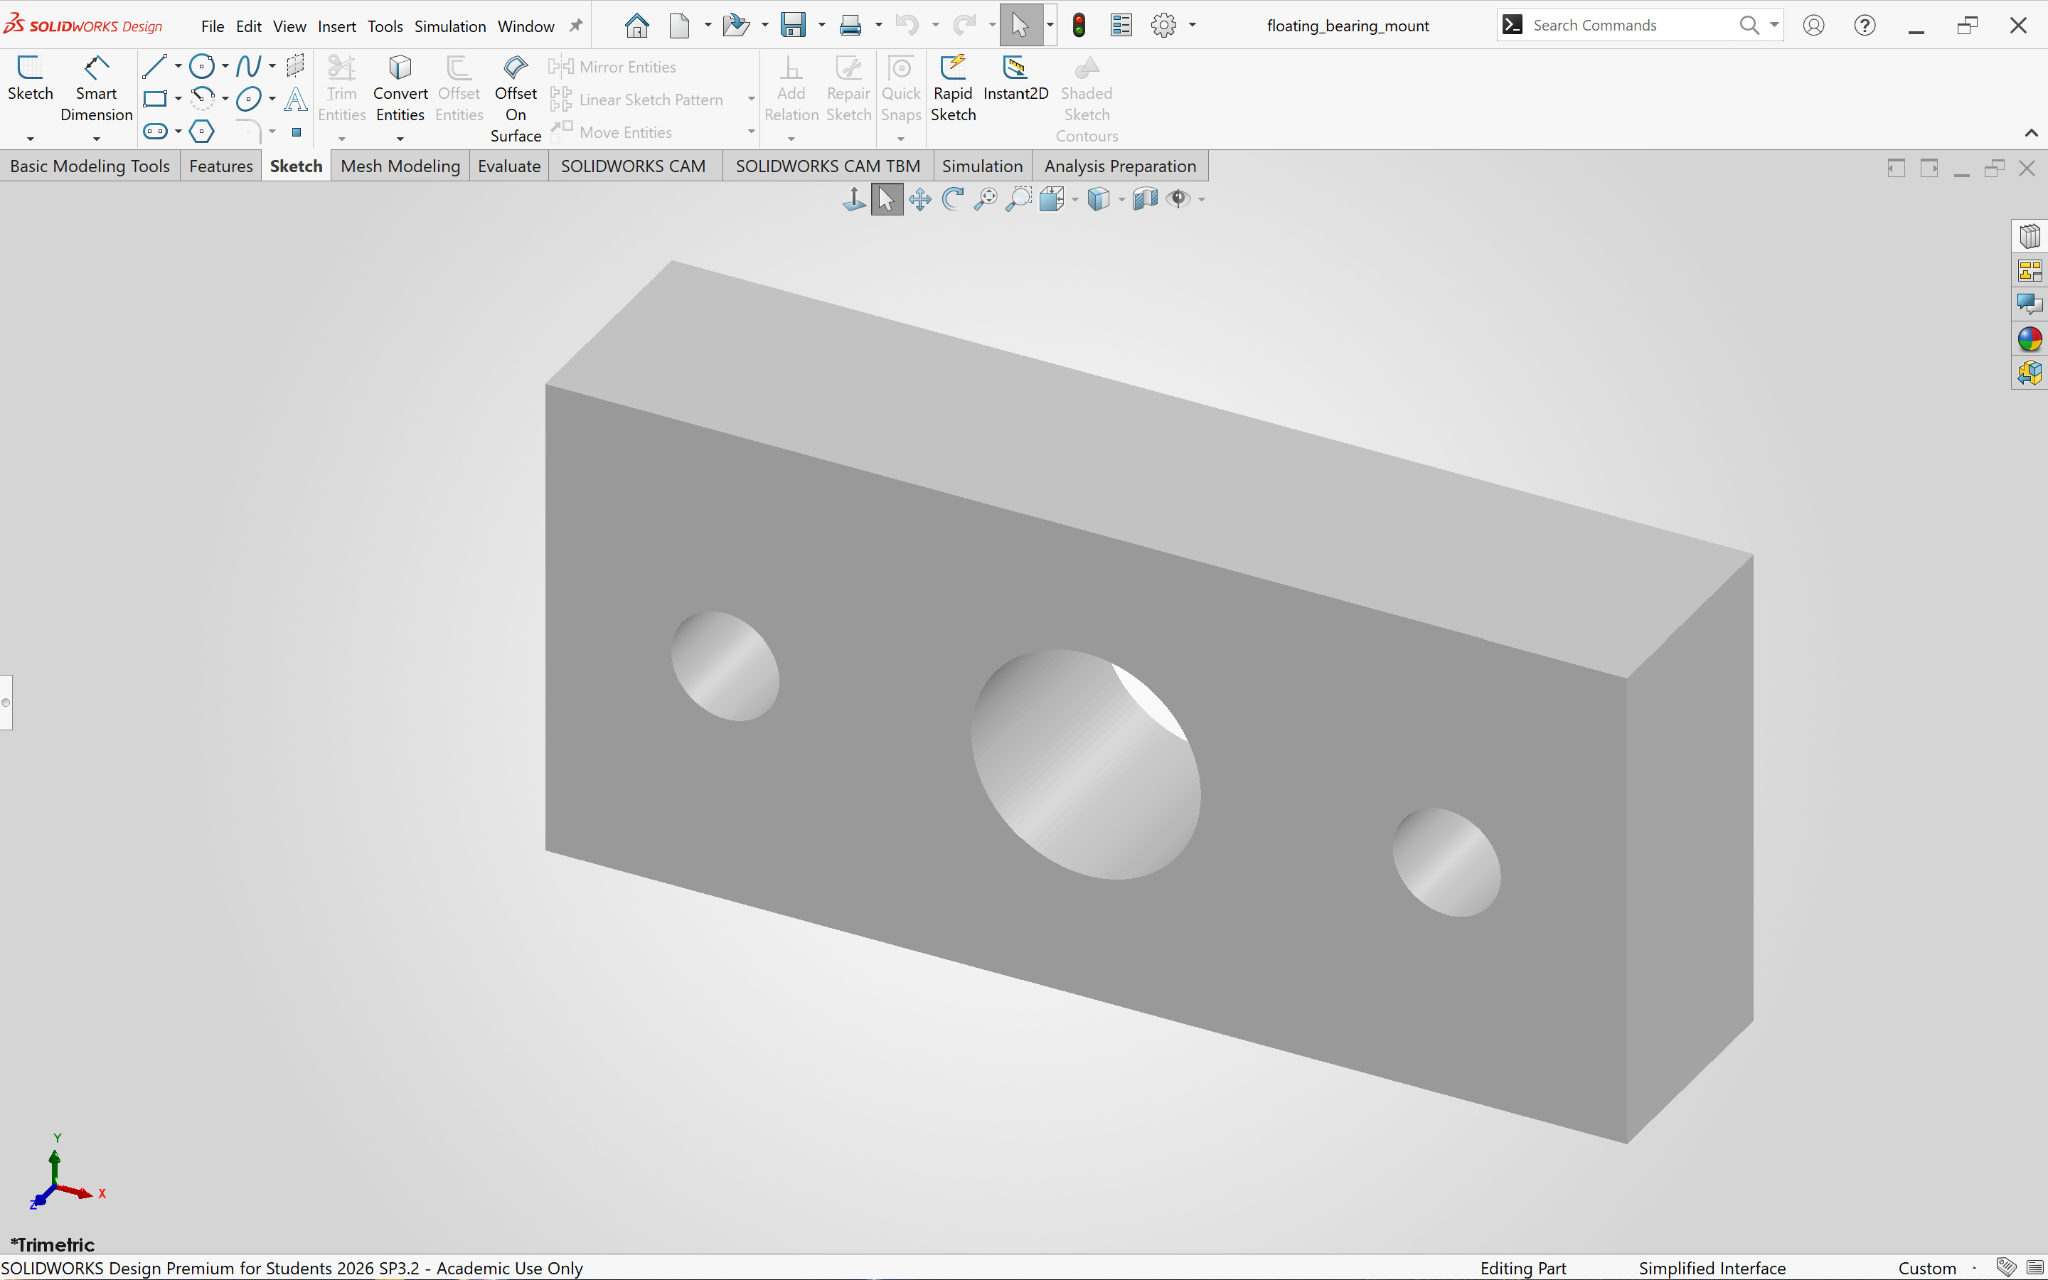 SOLIDWORKS Design File Edit View Insert Tools Simulation Window floating_bearing_mount Search Commands
Sketch Smart Dimension Trim Entities Convert Entities Offset Entities Offset On Surface Mirror Entities Linear Sketch Pattern Move Entities Add Relation Repair Sketch Quick Snaps Rapid Sketch Instant2D Shaded Sketch Contours
Basic Modeling Tools Features Sketch Mesh Modeling Evaluate SOLIDWORKS CAM SOLIDWORKS CAM TBM Simulation Analysis Preparation
Y
X
Z
*Trimetric
SOLIDWORKS Design Premium for Students 2026 SP3.2 - Academic Use Only Editing Part Simplified Interface Custom